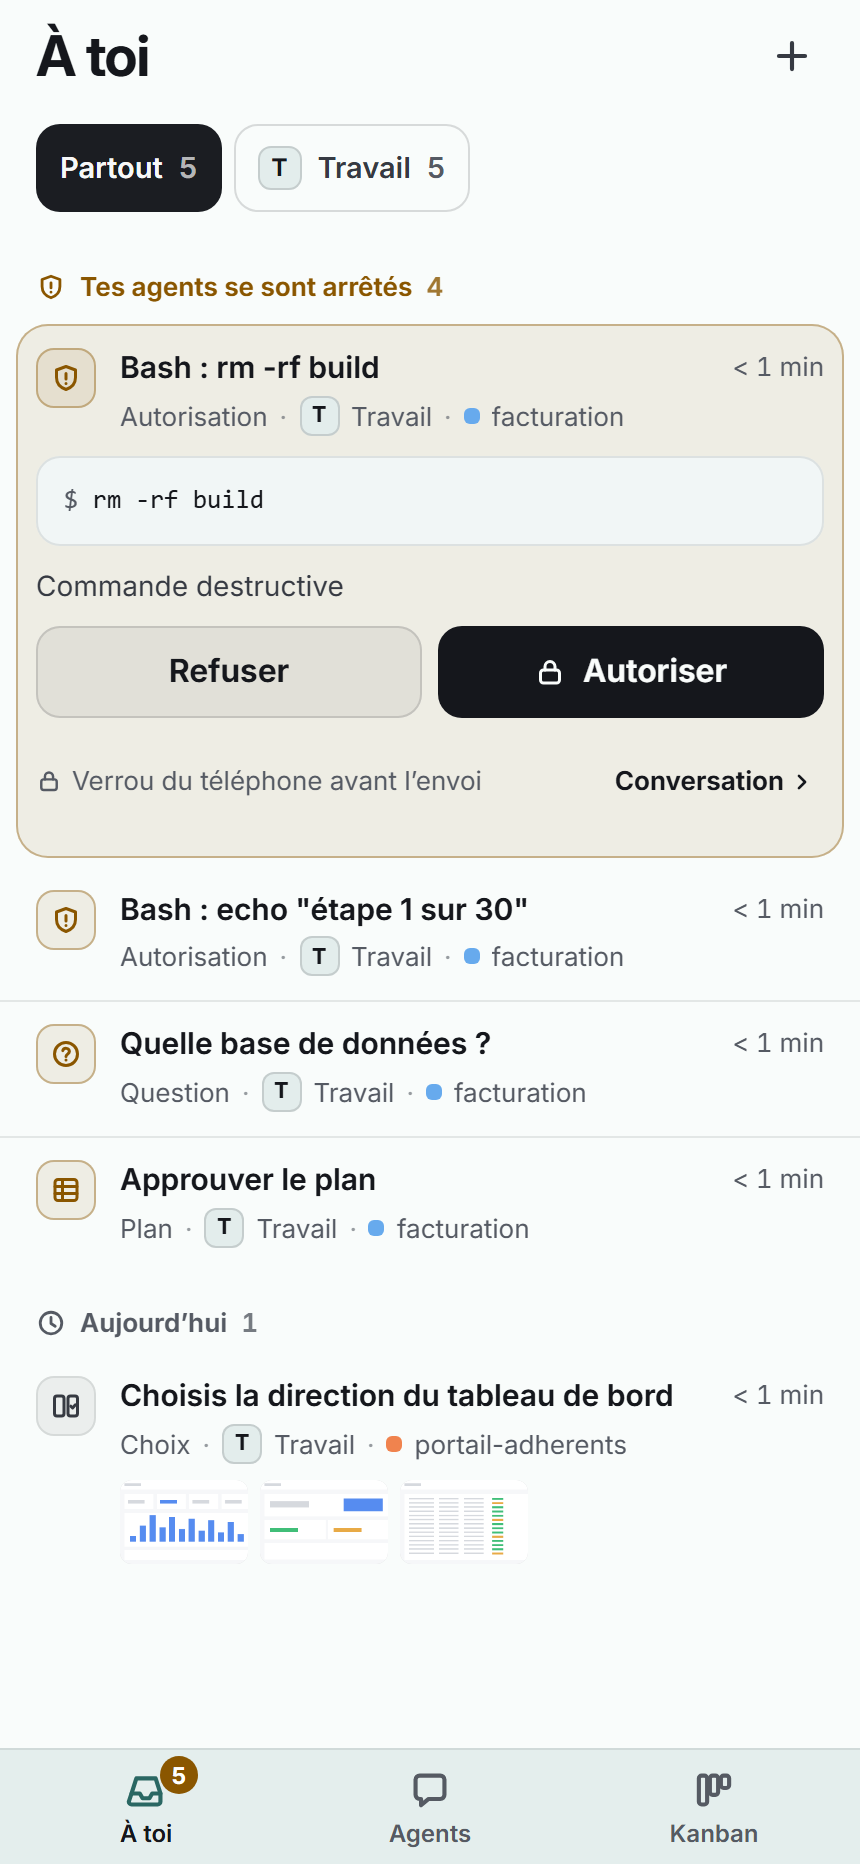 À toi
Partout 5
T Travail 5
Tes agents se sont arrêtés 4
Bash : rm -rf build < 1 min
Autorisation · T Travail · facturation
$ rm -rf build
Commande destructive
Refuser
Autoriser
Verrou du téléphone avant l’envoi
Conversation
Bash : echo "étape 1 sur 30" < 1 min
Autorisation · T Travail · facturation
Quelle base de données ? < 1 min
Question · T Travail · facturation
Approuver le plan < 1 min
Plan · T Travail · facturation
Aujourd’hui 1
Choisis la direction du tableau de bord < 1 min
Choix · T Travail · portail-adherents
5
À toi
Agents
Kanban